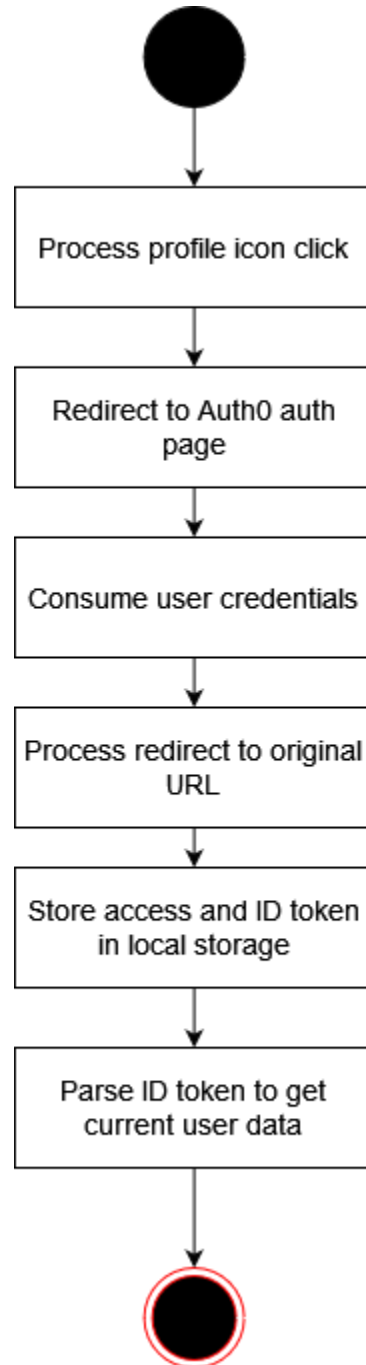 Process profile icon click
Redirect to Auth0 auth
page
Consume user credentials
Process redirect to original
URL
Store access and ID token
in local storage
Parse ID token to get
current user data